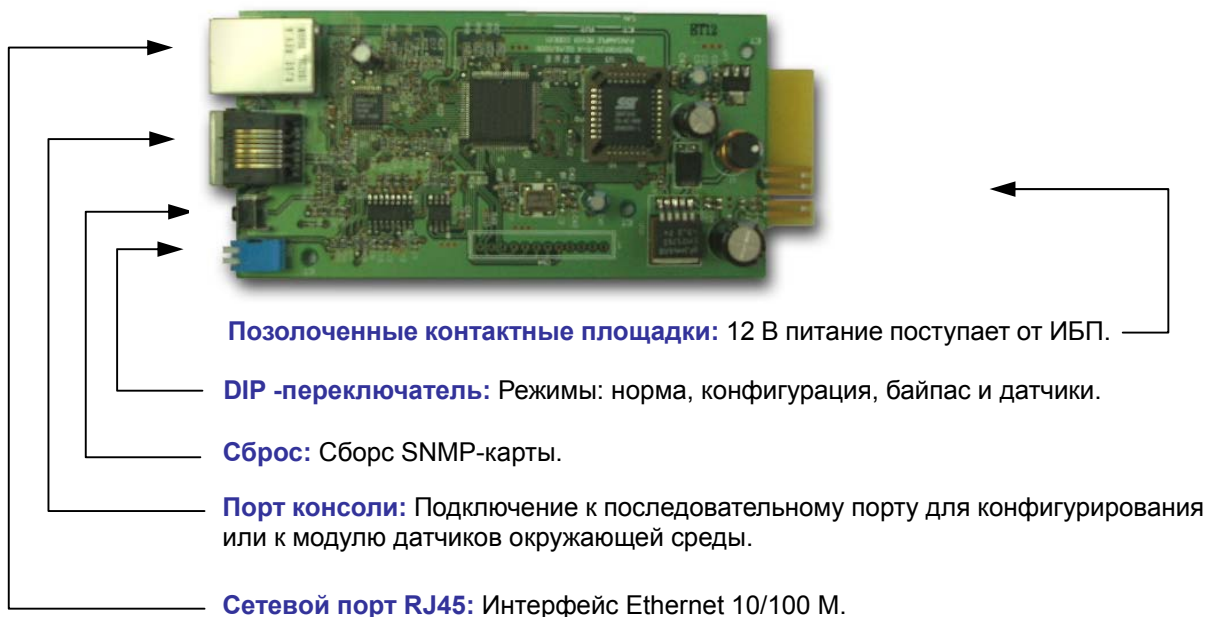 HT12
SST
Позолоченные контактные площадки: 12 В питание поступает от ИБП.
DIP -переключатель: Режимы: норма, конфигурация, байпас и датчики.
Сброс: Сборс SNMP-карты.
Порт консоли: Подключение к последовательному порту для конфигурирования
или к модулю датчиков окружающей среды.
Сетевой порт RJ45: Интерфейс Ethernet 10/100 М.